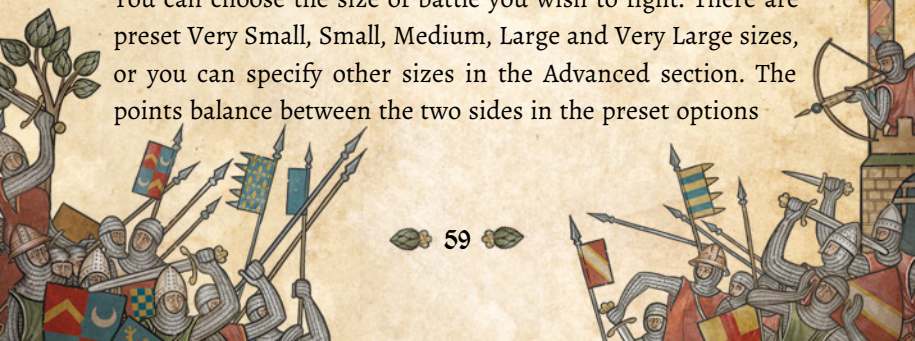 You can choose the size of battle you wish to fight. There are
preset Very Small, Small, Medium, Large and Very Large sizes,
or you can specify other sizes in the Advanced section. The
points balance between the two sides in the preset options
59